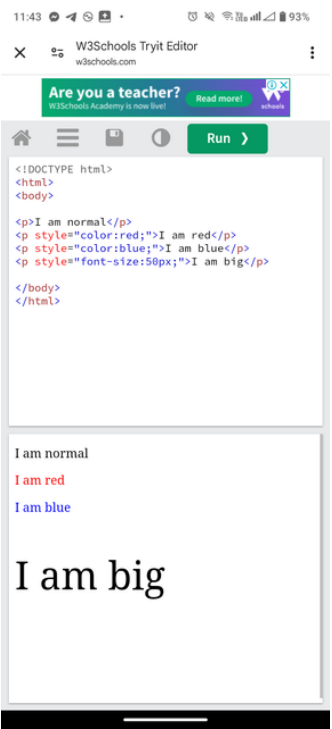 11:43
93%
W3Schools Tryit Editor
w3schools.com
Are you a teacher?
W3Schools Academy is now live!
Read more!
schools
Run ❯
<!DOCTYPE html>
<html>
<body>
<p>I am normal</p>
<p style="color:red;">I am red</p>
<p style="color:blue;">I am blue</p>
<p style="font-size:50px;">I am big</p>
</body>
</html>
I am normal
I am red
I am blue
I am big